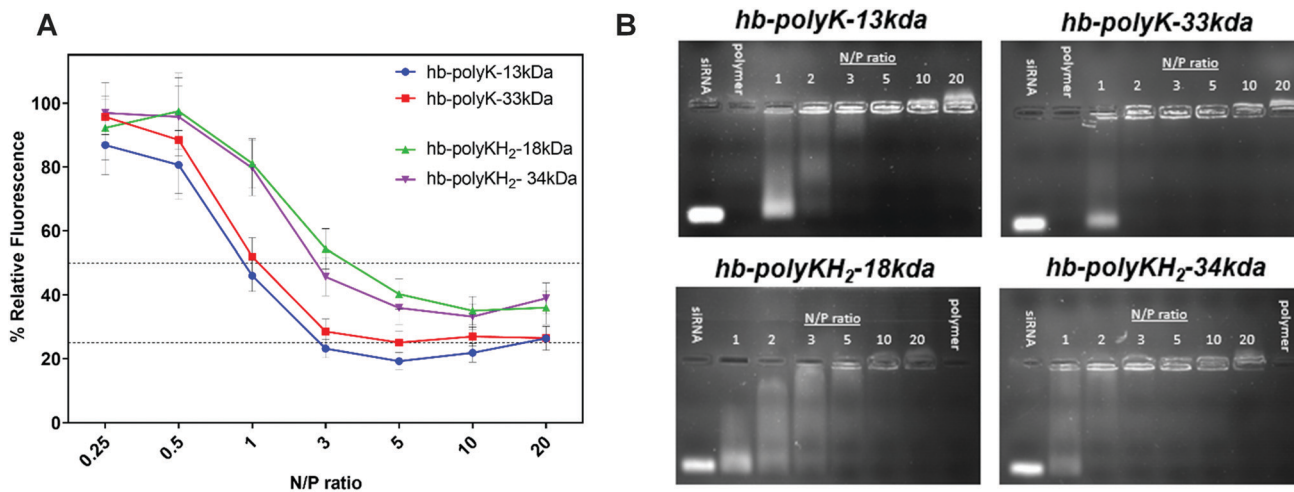 A
% Relative Fluorescence
100
80
60
40
20
0
0.25 0.5 1 3 5 10 20
N/P ratio
hb-polyK-13kDa
hb-polyK-33kDa
hb-polyKH₂-18kDa
hb-polyKH₂- 34kDa
B
hb-polyK-13kda
siRNA polymer N/P ratio
1 2 3 5 10 20
hb-polyK-33kda
siRNA Polymer N/P ratio
1 2 3 5 10 20
hb-polyKH₂-18kda
siRNA N/P ratio polymer
1 2 3 5 10 20
hb-polyKH₂-34kda
siRNA N/P ratio polymer
1 2 3 5 10 20